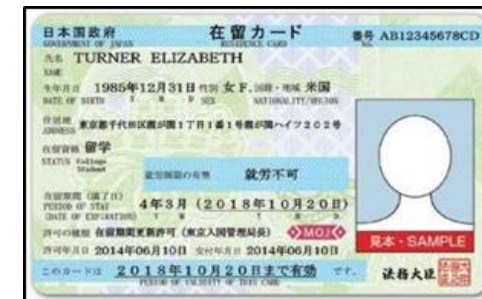 日本国政府 在留カード 番号 AB12345678CD
GOVERNMENT OF JAPAN RESIDENCE CARD NO.
氏名 TURNER ELIZABETH
NAME
生年月日 1985年12月31日 性別 女 F. 国籍・地域 米国
DATE OF BIRTH Y M D SEX NATIONALITY/REGION
住居地
ADDRESS 東京都千代田区霞が関1丁目1番1号霞が関ハイツ202号
在留資格 留学
STATUS College
Student
就労制限の有無 就労不可
在留期間(満了日) 4年3月(2018年10月20日)
PERIOD OF STAY
(DATE OF EXPIRATION) Y M Y M D
許可の種類 在留期間更新許可(東京入国管理局長) MOJ
許可年月日 2014年06月10日 交付年月日 2014年06月10日
見本・SAMPLE
このカードは 2018年10月20日まで有効 です。
PERIOD OF VALIDITY OF THIS CARD
法務大臣